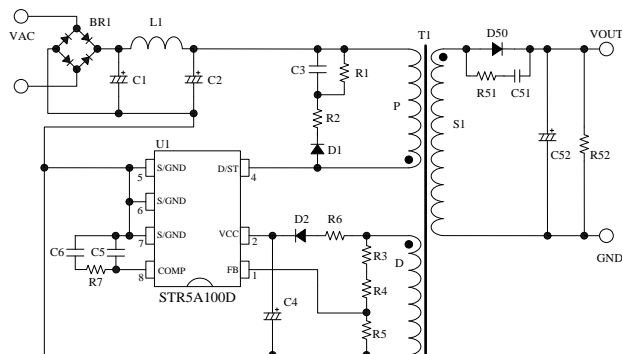 BR1
L1
T1
D50
VOUT
VAC
C3
R1
C1
C2
R51
C51
P
S1
R2
C52
R52
D1
U1
S/GND
D/ST
5
4
S/GND
6
D2
R6
S/GND
VCC
7
2
C6
C5
R3
D
GND
COMP
FB
R7
8
1
R4
STR5A100D
C4
R5